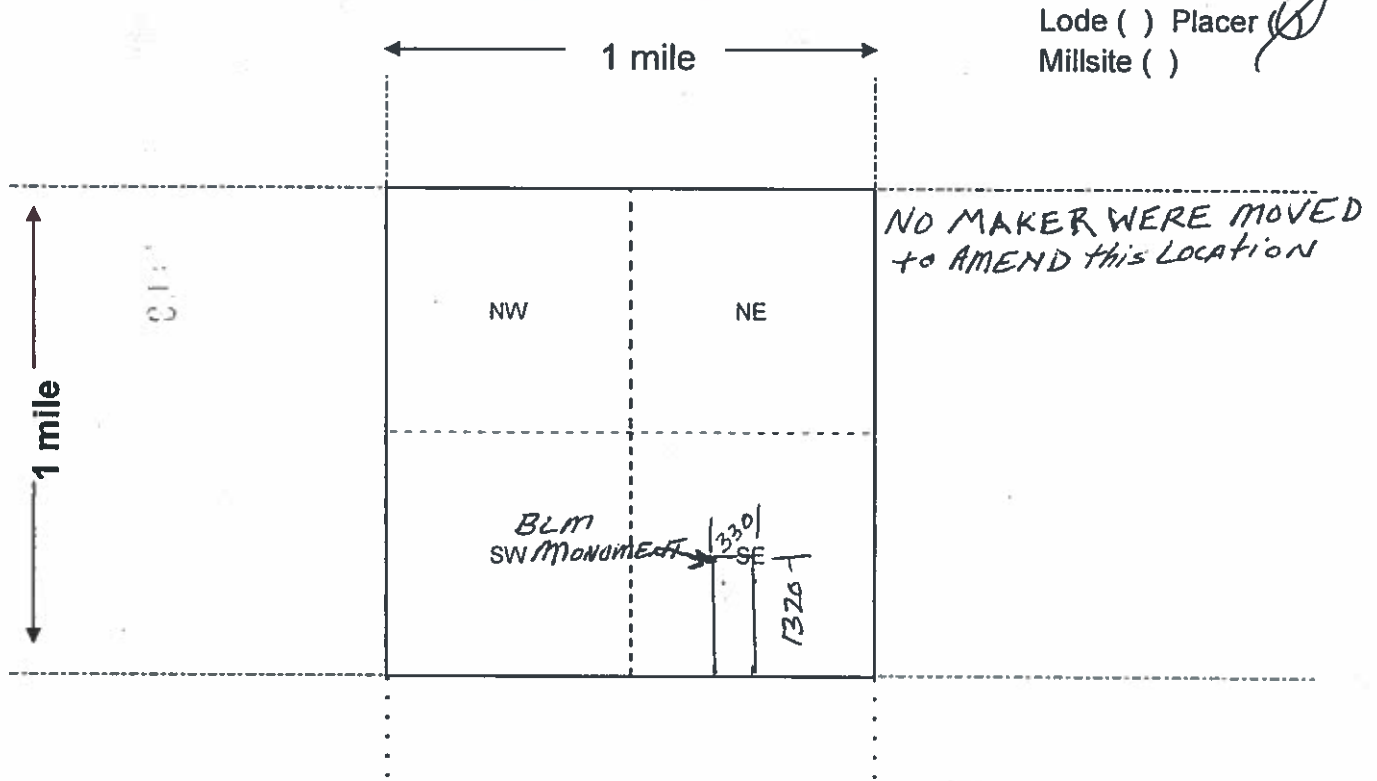 Lode ( ) Placer (X)
Millsite ( )
1 mile
NO MAKER WERE MOVED
to AMEND this LOCATION
NW
NE
1 mile
BLM
SW MONUMENT
330
SE
1320